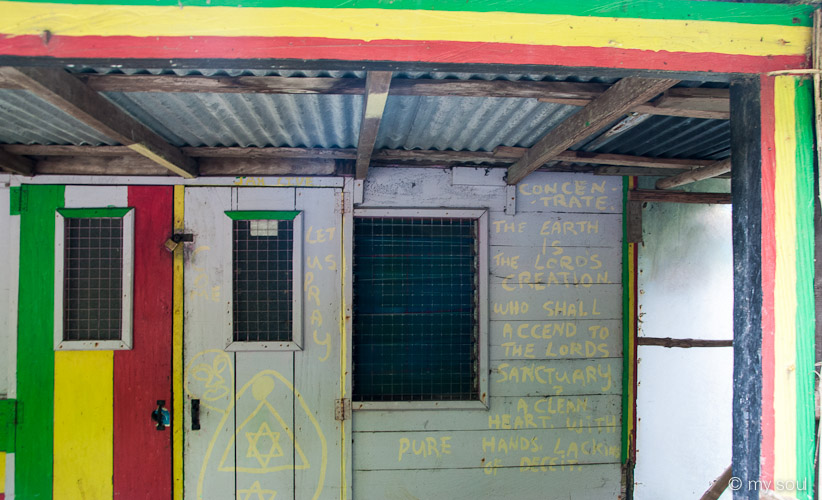 LET
US
PRAY
CONCEN-
TRATE.
THE EARTH
IS
THE LORDS
CREATION
WHO SHALL
ACCEND TO
THE LORDS
SANCTUARY
?
A CLEAN
HEART WITH
PURE HANDS LACKING
OF DECEIT
© my soul